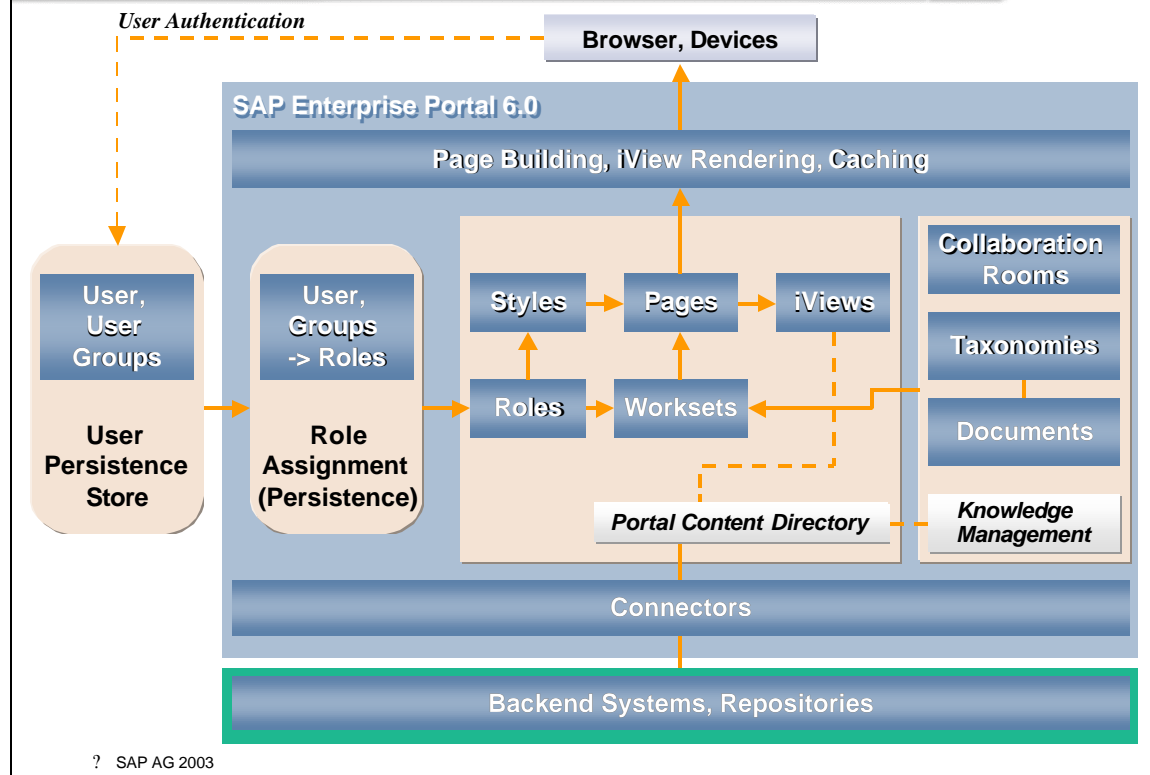 User Authentication
Browser, Devices
SAP Enterprise Portal 6.0
Page Building, iView Rendering, Caching
User,
User
Groups
User
Persistence
Store
User,
Groups
-> Roles
Role
Assignment
(Persistence)
Styles
Pages
iViews
Roles
Worksets
Portal Content Directory
Collaboration
Rooms
Taxonomies
Documents
Knowledge
Management
Connectors
Backend Systems, Repositories
? SAP AG 2003